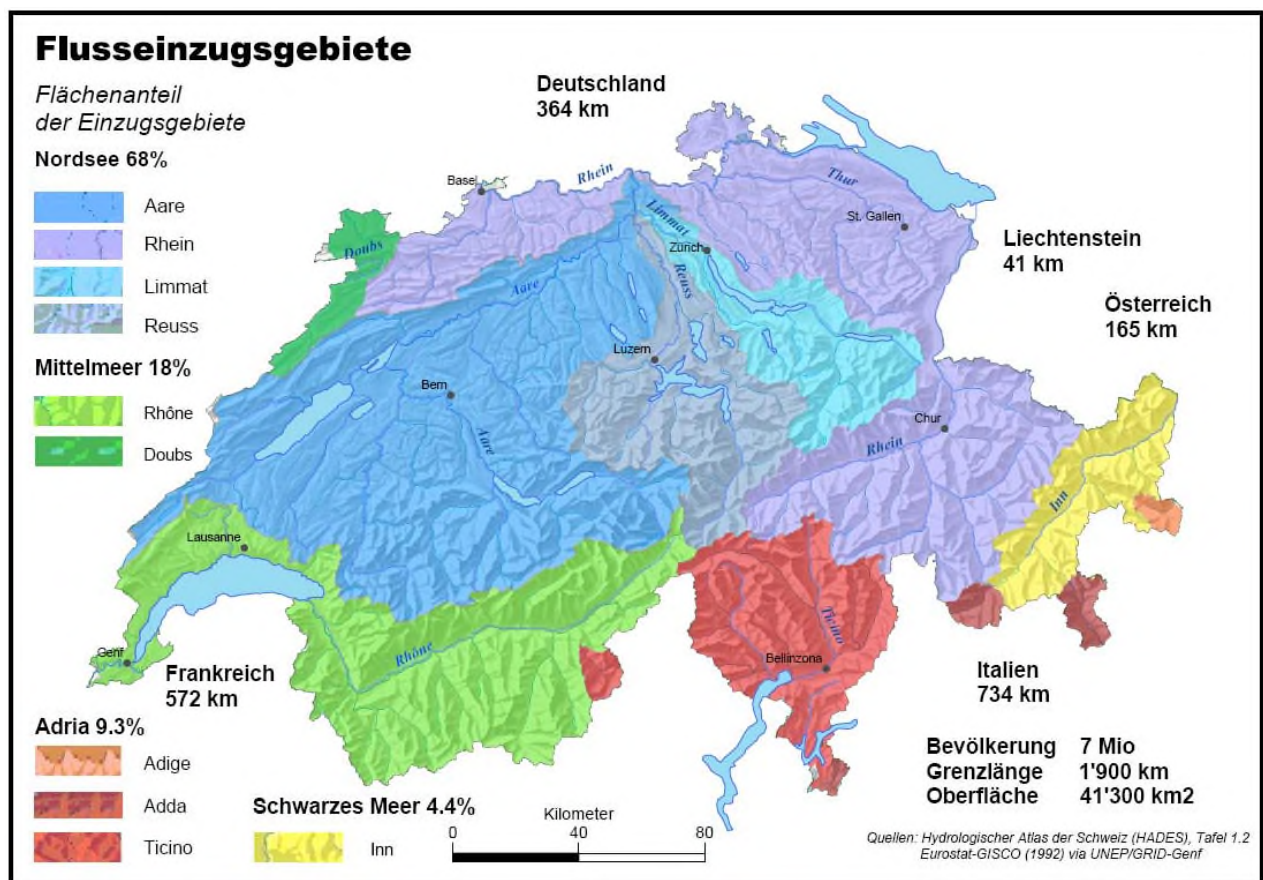 Flusseinzugsgebiete
Flächenanteil
der Einzugsgebiete
Nordsee 68%
Aare
Rhein
Limmat
Reuss
Mittelmeer 18%
Rhône
Doubs
Adria 9.3%
Adige
Adda
Ticino
Schwarzes Meer 4.4%
Inn
Deutschland
364 km
Liechtenstein
41 km
Österreich
165 km
Frankreich
572 km
Italien
734 km
Basel
Rhein
Thur
St. Gallen
Limmat
Zürich
Doubs
Aare
Reuss
Luzern
Bern
Aare
Chur
Rhein
Inn
Lausanne
Genf
Rhône
Ticino
Bellinzona
Kilometer
0 40 80
Bevölkerung 7 Mio
Grenzlänge 1'900 km
Oberfläche 41'300 km2
Quellen: Hydrologischer Atlas der Schweiz (HADES), Tafel 1.2
Eurostat-GISCO (1992) via UNEP/GRID-Genf